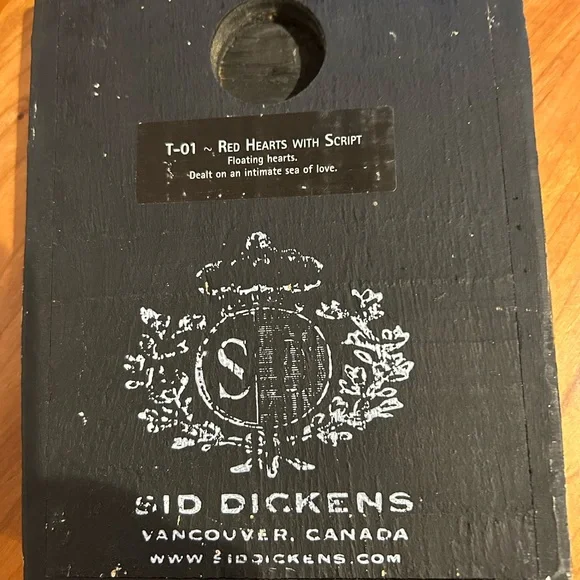 T-01 ~ RED HEARTS WITH SCRIPT
Floating hearts.
Dealt on an intimate sea of love.
S
SID DICKENS
VANCOUVER, CANADA
WWW.SIDDICKENS.COM